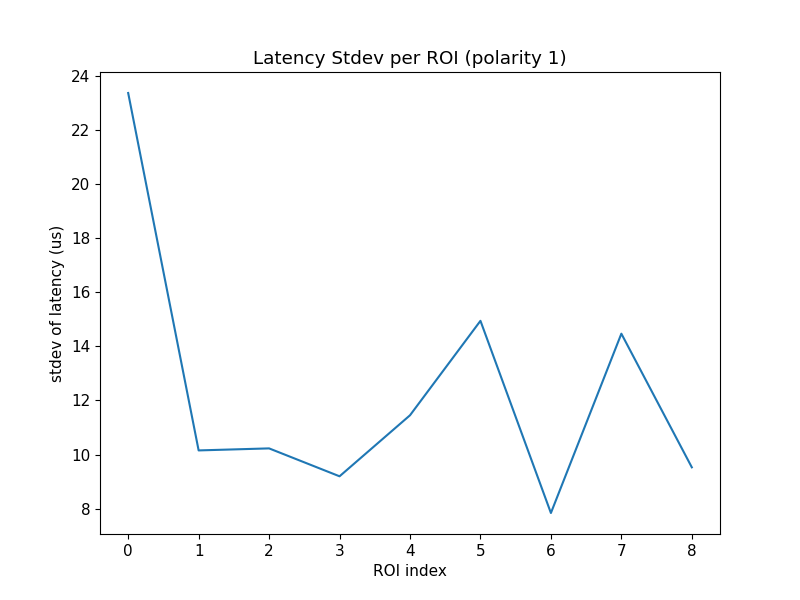 Latency Stdev per ROI (polarity 1)
24
22
20
18
16
14
12
10
8
stdev of latency (us)
0 1 2 3 4 5 6 7 8
ROI index